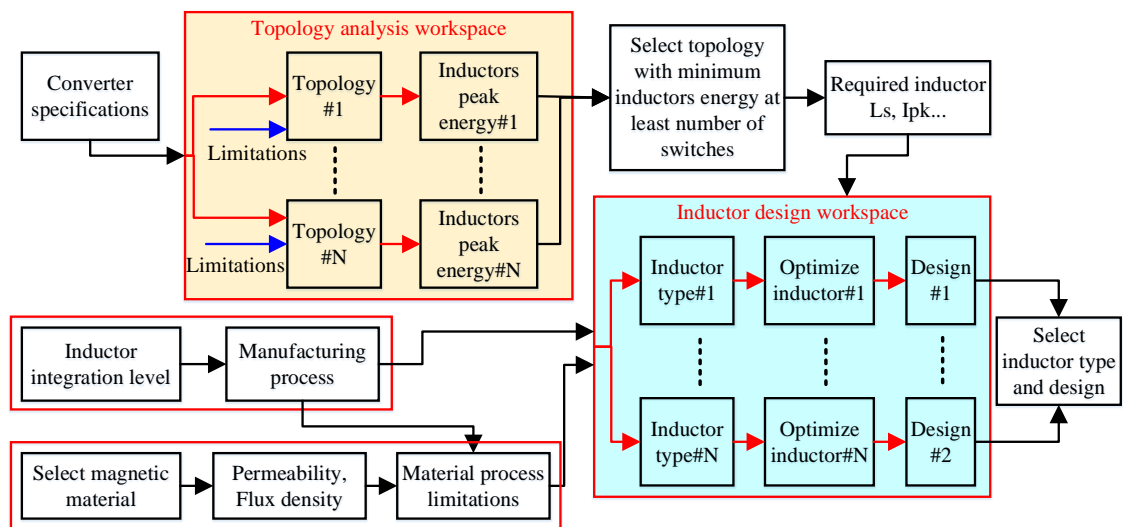 Topology analysis workspace
Converter
specifications
Topology
#1
Inductors
peak
energy#1
Limitations
Topology
#N
Inductors
peak
energy#N
Limitations
Select topology
with minimum
inductors energy at
least number of
switches
Required inductor
Ls, Ipk...
Inductor design workspace
Inductor
type#1
Optimize
inductor#1
Design
#1
Inductor
type#N
Optimize
inductor#N
Design
#2
Select
inductor type
and design
Inductor
integration level
Manufacturing
process
Select magnetic
material
Permeability,
Flux density
Material process
limitations